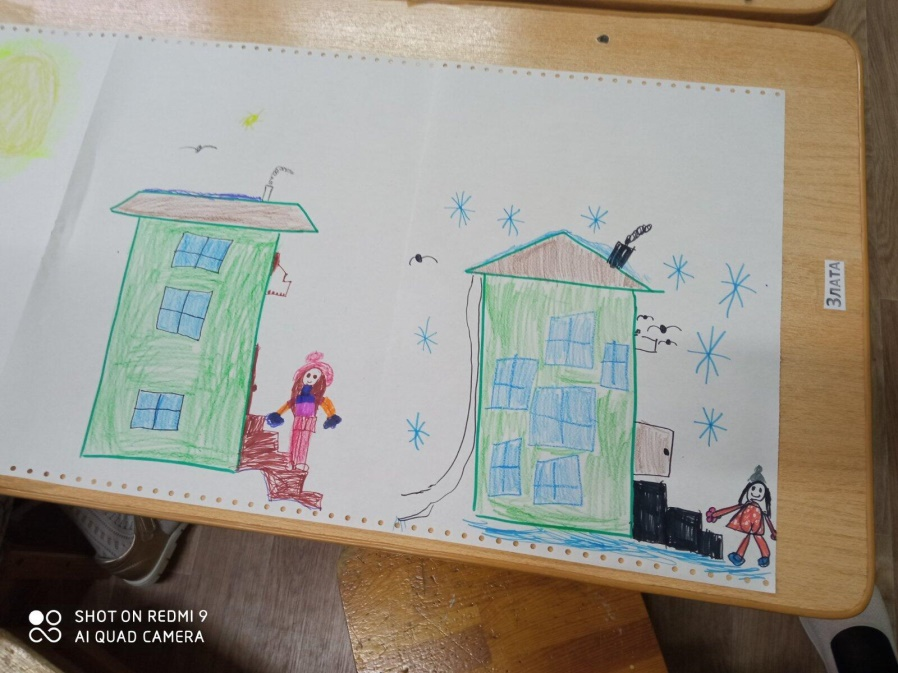 ЗЛАТА
SHOT ON REDMI 9
AI QUAD CAMERA